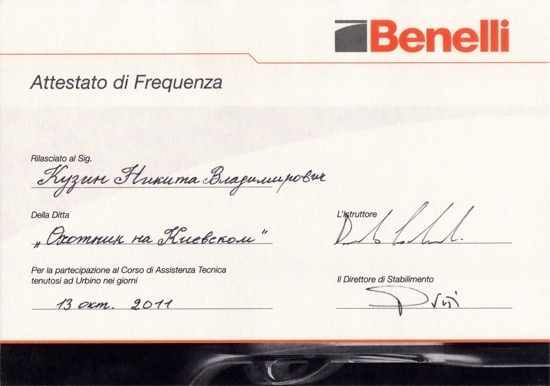 Benelli
Attestato di Frequenza
Rilasciato al Sig.
Кузин Никита Владимирович
Della Ditta
„Охотник на Киевском"
L'Istruttore
Per la partecipazione al Corso di Assistenza Tecnica
tenutosi ad Urbino nei giorni
13 окт. 2011
Il Direttore di Stabilimento